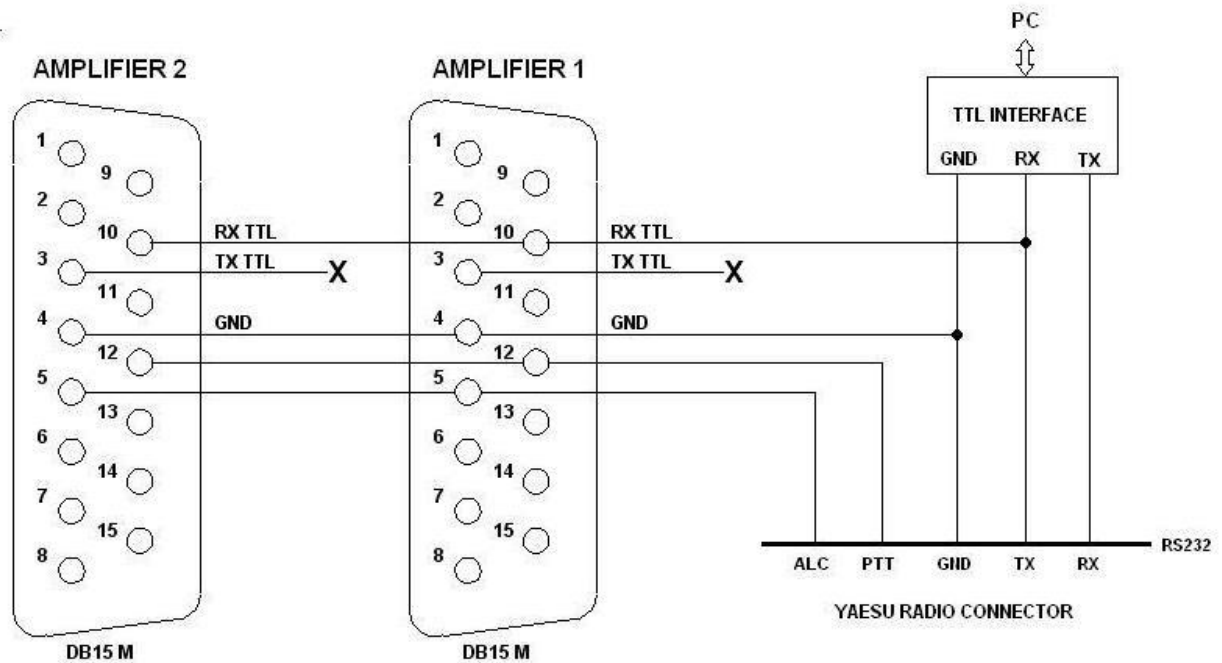 PC
AMPLIFIER 2
AMPLIFIER 1
TTL INTERFACE
GND RX TX
1
9
2
10
3
11
4
12
5
13
6
14
7
15
8
RX TTL
TX TTL
X
GND
1
9
2
10
3
11
4
12
5
13
6
14
7
15
8
RX TTL
TX TTL
X
GND
RS232
ALC PTT GND TX RX
YAESU RADIO CONNECTOR
DB15 M
DB15 M